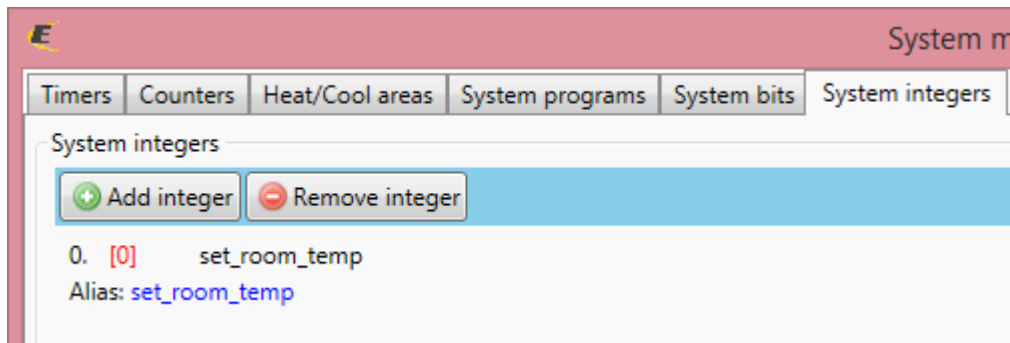 System m
Timers Counters Heat/Cool areas System programs System bits System integers
System integers
Add integer Remove integer
0. [0] set_room_temp
Alias: set_room_temp